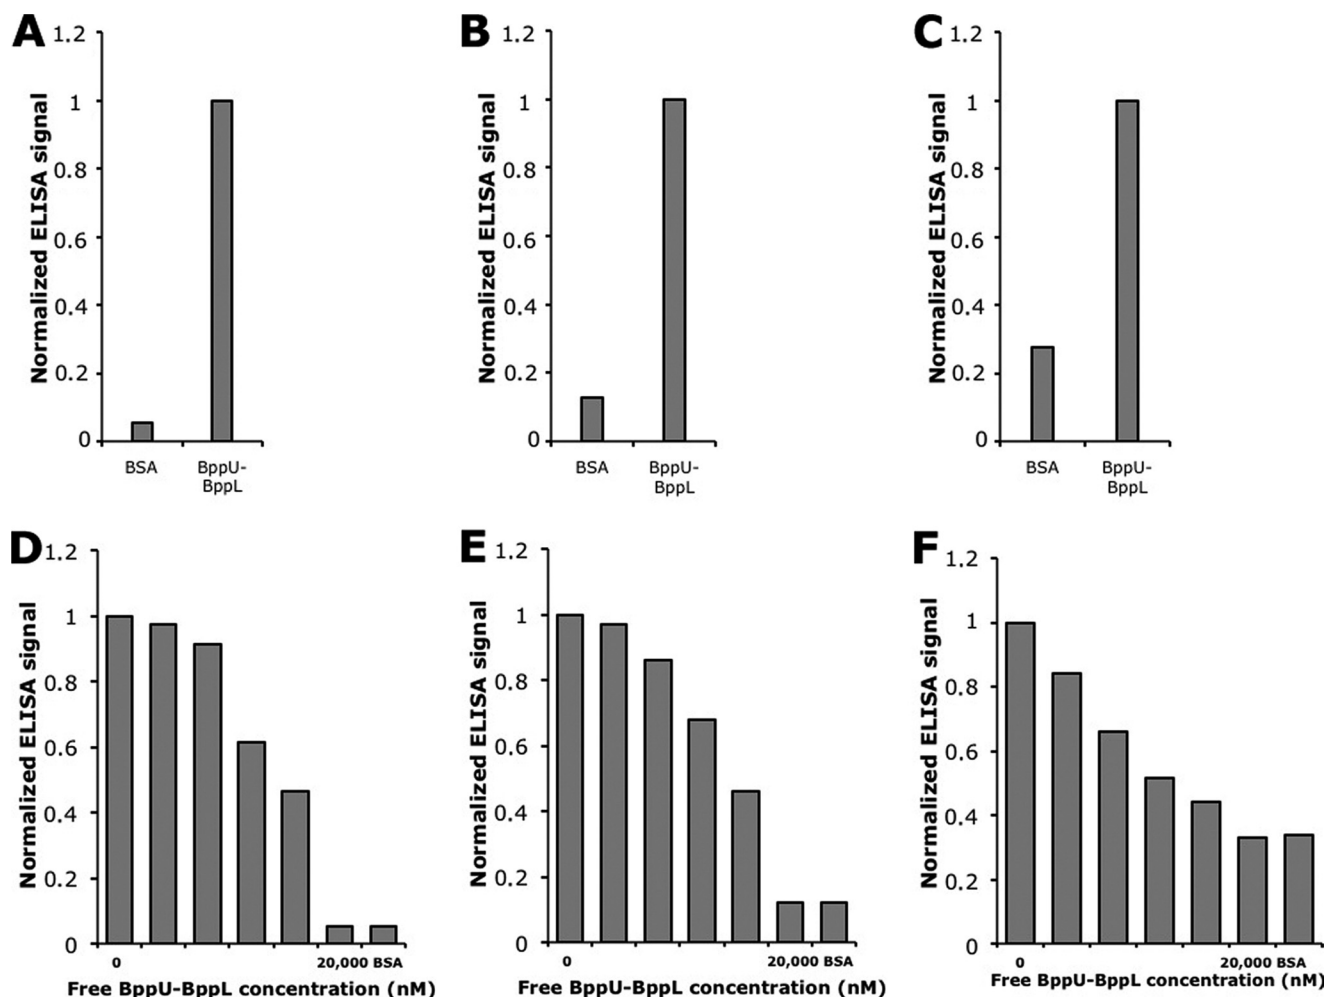 A
1.2
1
0.8
0.6
0.4
0.2
0
Normalized ELISA signal
BSA
BppU-
BppL
B
1.2
1
0.8
0.6
0.4
0.2
0
Normalized ELISA signal
BSA
BppU-
BppL
C
1.2
1
0.8
0.6
0.4
0.2
0
Normalized ELISA signal
BSA
BppU-
BppL
D
1.2
1
0.8
0.6
0.4
0.2
0
Normalized ELISA signal
0
20,000 BSA
Free BppU-BppL concentration (nM)
E
1.2
1
0.8
0.6
0.4
0.2
0
Normalized ELISA signal
0
20,000 BSA
Free BppU-BppL concentration (nM)
F
1.2
1
0.8
0.6
0.4
0.2
0
Normalized ELISA signal
0
20,000 BSA
Free BppU-BppL concentration (nM)